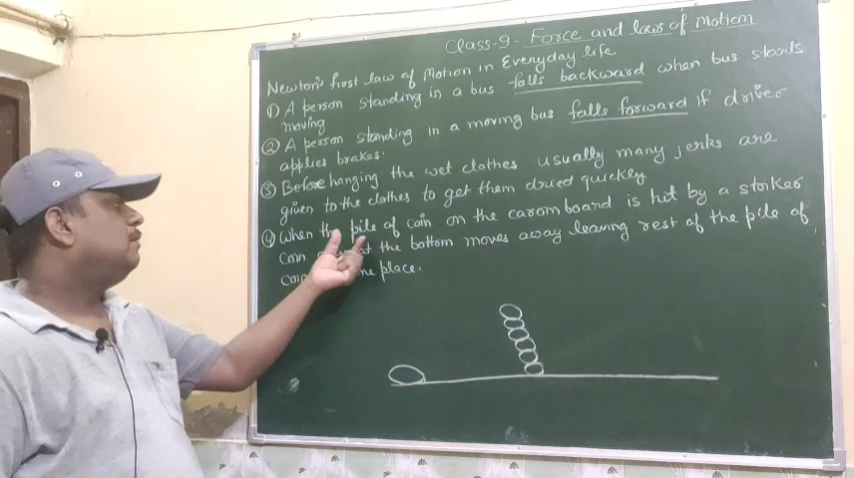 Class-9- Force and laws of Motion
Newton's first law of Motion in Everyday life
① A person standing in a bus falls backward when bus starts
moving
② A person standing in a moving bus falls forward if driver
applies brakes.
③ Before hanging the wet clothes usually many jerks are
given to the clothes to get them dried quickly
④ When the pile of coin on the carom board is hit by a striker
coin at the bottom moves away leaving rest of the pile of
place.